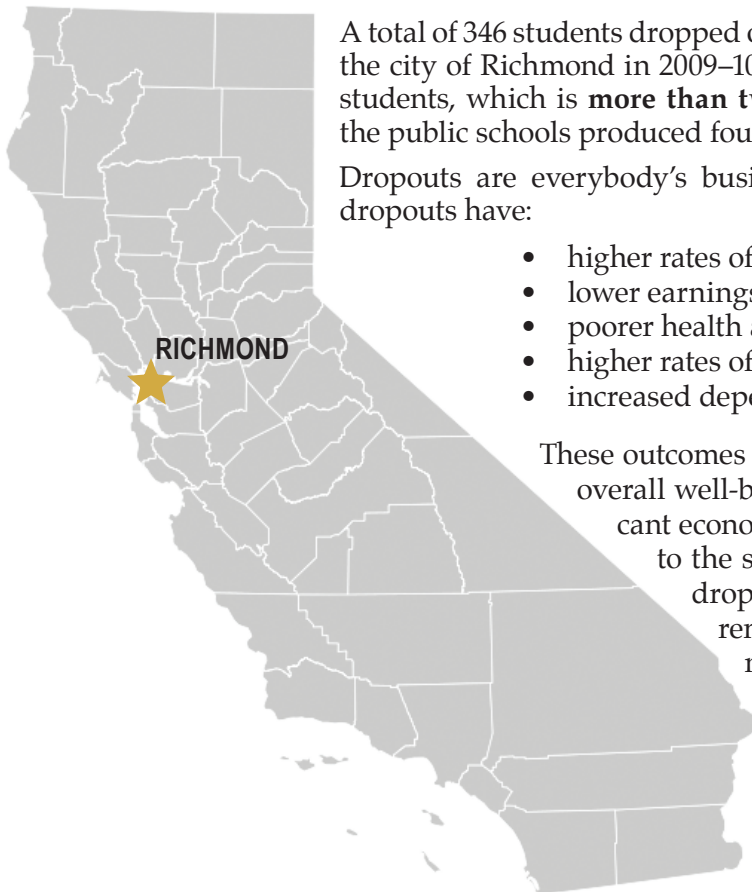 A total of 346 students dropped o
the city of Richmond in 2009–10
students, which is more than tw
the public schools produced fou
Dropouts are everybody's busi
dropouts have:
• higher rates of
• lower earnings
• poorer health a
• higher rates of
• increased depe
These outcomes
overall well-b
cant econo
to the s
drop
ren
RICHMOND